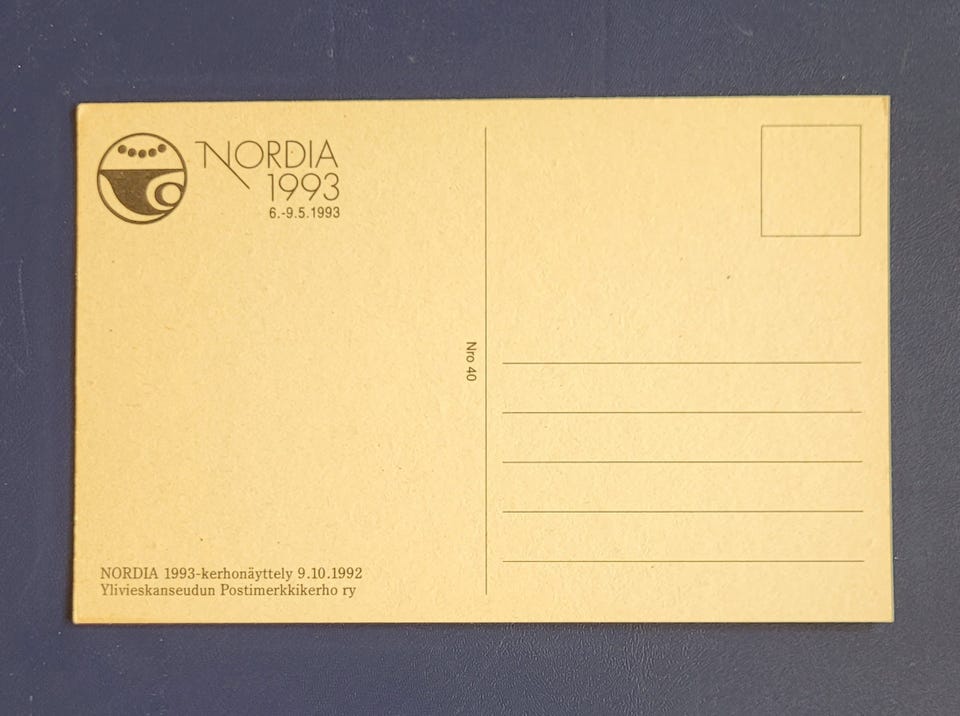 NORDIA
1993
6.-9.5.1993
Nro 40
NORDIA 1993-kerhonäyttely 9.10.1992
Ylivieskanseudun Postimerkkikerho ry